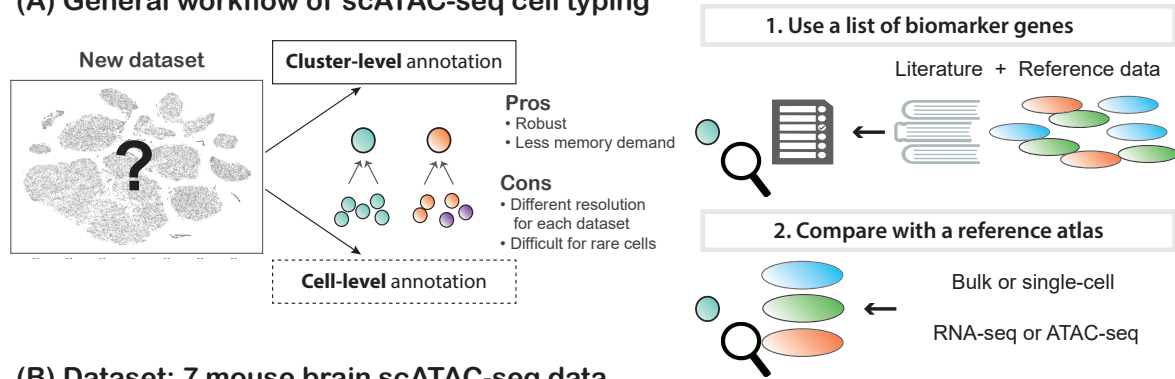 (A) General workflow of scATAC-seq cell typing
New dataset
?
Cluster-level annotation
Pros
• Robust
• Less memory demand
Cons
• Different resolution
for each dataset
• Difficult for rare cells
Cell-level annotation
1. Use a list of biomarker genes
Literature + Reference data
2. Compare with a reference atlas
Bulk or single-cell
RNA-seq or ATAC-seq
(B) Dataset: 7 mouse brain scATAC-seq data